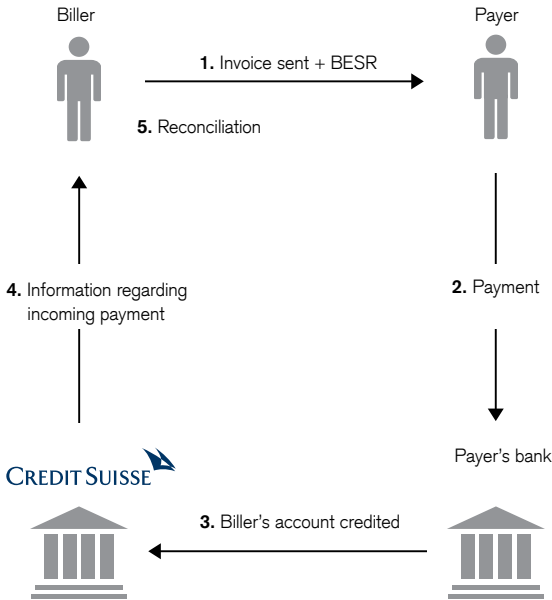 Biller
Payer
1. Invoice sent + BESR
5. Reconciliation
4. Information regarding
incoming payment
2. Payment
CREDIT SUISSE
Payer's bank
3. Biller's account credited